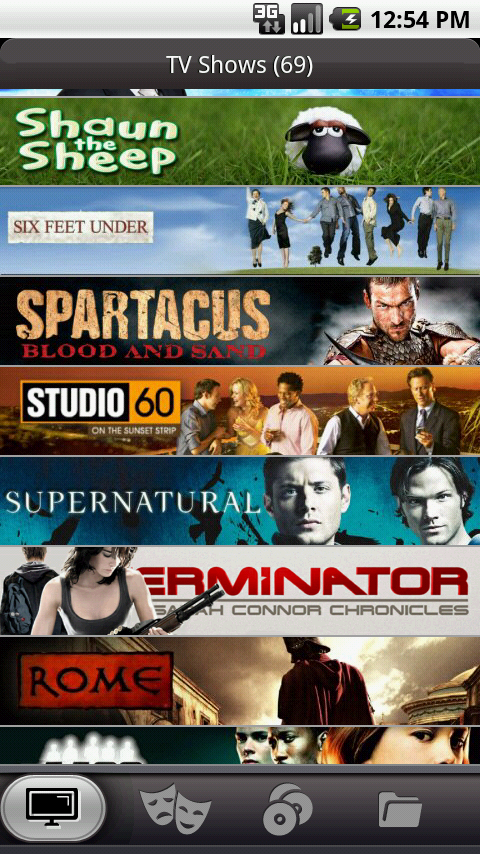 3G
12:54 PM
TV Shows (69)
Shaun
the
Sheep
SIX FEET UNDER
SPARTACUS
BLOOD AND SAND
STUDIO 60
ON THE SUNSET STRIP
SUPERNATURAL
ERMINATOR
SARAH CONNOR CHRONICLES
ROME